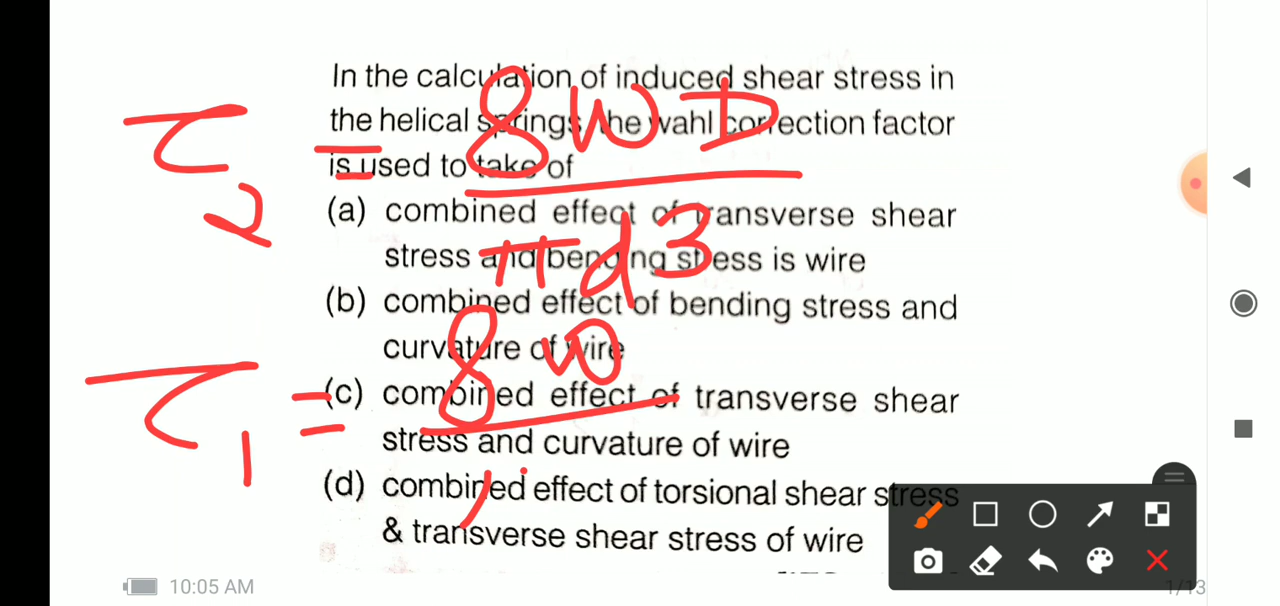 In the calculation of induced shear stress in
the helical springs, the wahl correction factor
is used to take of
(a) combined effect of transverse shear
stress and bending stress is wire
(b) combined effect of bending stress and
curvature of wire
(c) combined effect of transverse shear
stress and curvature of wire
(d) combined effect of torsional shear stress
& transverse shear stress of wire
τ2 = 8WD
πd3
τ1 = 8W
10:05 AM
1/13